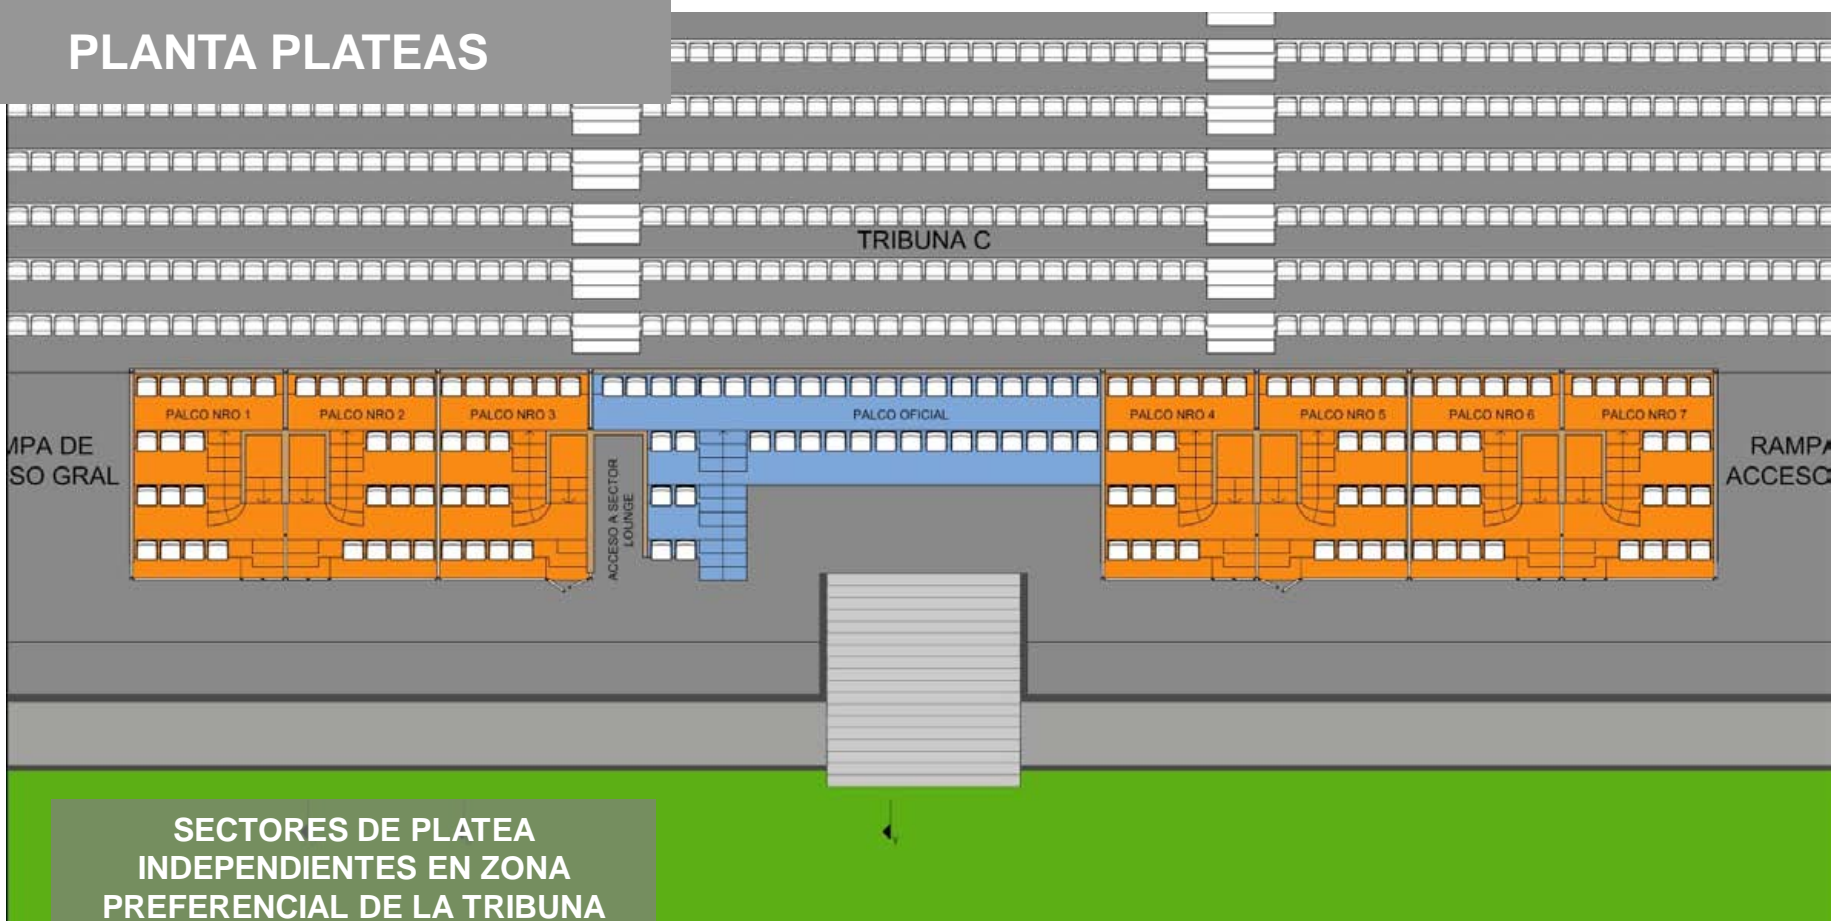 PLANTA PLATEAS
TRIBUNA C
PALCO NRO 1
PALCO NRO 2
PALCO NRO 3
PALCO OFICIAL
PALCO NRO 4
PALCO NRO 5
PALCO NRO 6
PALCO NRO 7
MPA DE
SO GRAL
ACCESO A SECTOR
LOUNGE
RAMPA
ACCESO
SECTORES DE PLATEA
INDEPENDIENTES EN ZONA
PREFERENCIAL DE LA TRIBUNA